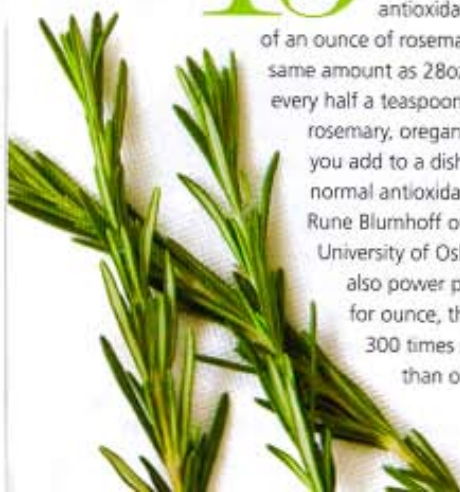 antioxida
of an ounce of rosema
same amount as 28oz
every half a teaspoon
rosemary, oregan
you add to a dish
normal antioxida
Rune Blumhoff o
University of Os
also power p
for ounce, th
300 times
than o